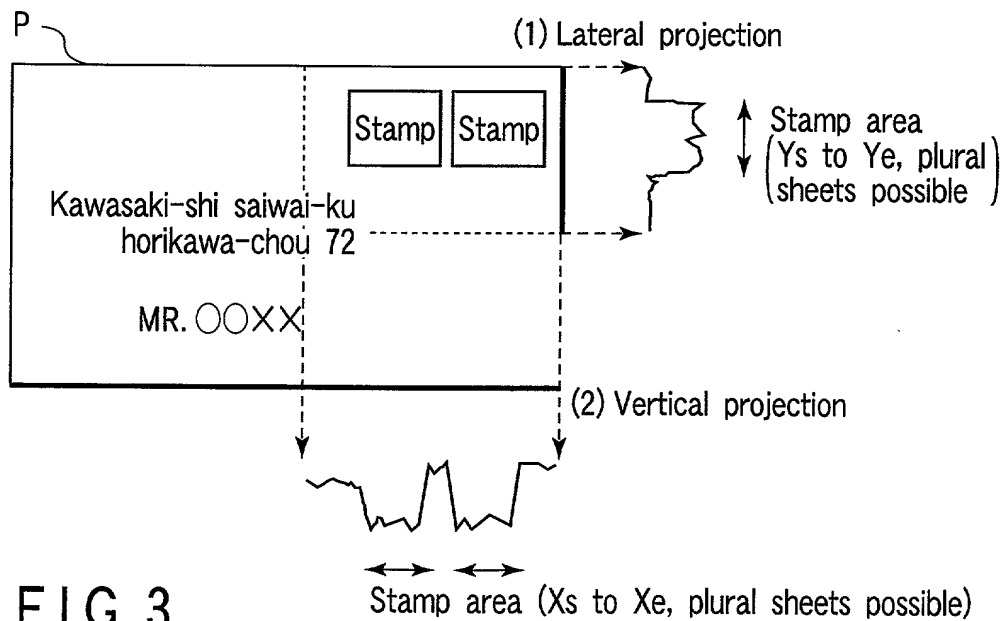 P
(1) Lateral projection
Stamp Stamp
Stamp area
(Ys to Ye, plural
sheets possible)
Kawasaki-shi saiwai-ku
horikawa-chou 72
MR. ○○××
(2) Vertical projection
Stamp area (Xs to Xe, plural sheets possible)
FIG. 3